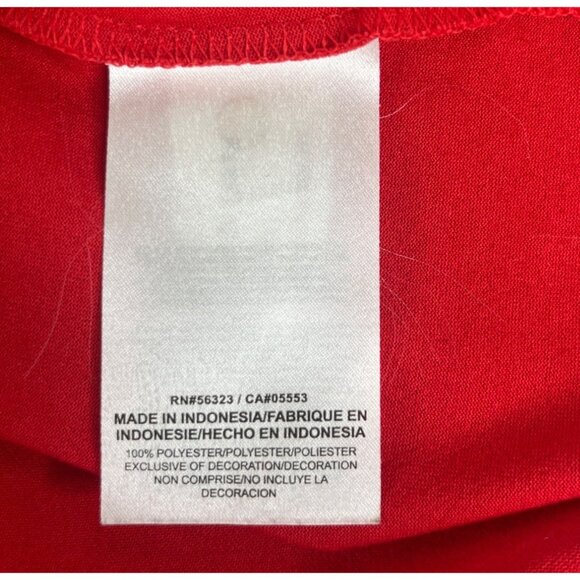 RN#56323 / CA#05553
MADE IN INDONESIA/FABRIQUE EN
INDONESIE/HECHO EN INDONESIA
100% POLYESTER/POLYESTER/POLIESTER
EXCLUSIVE OF DECORATION/DECORATION
NON COMPRISE/NO INCLUYE LA
DECORACION